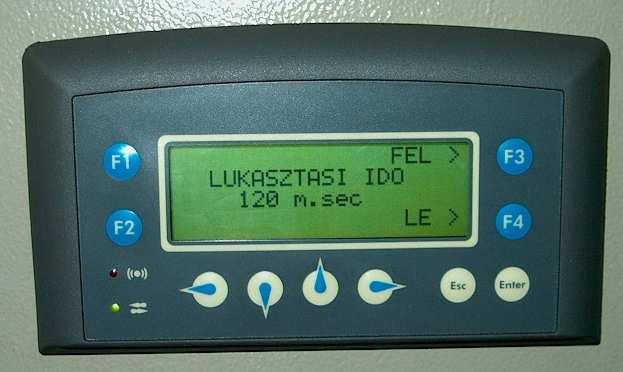 FEL >
LUKASZTASI IDO
120 m.sec
LE >
F1
F2
F3
F4
Esc
Enter